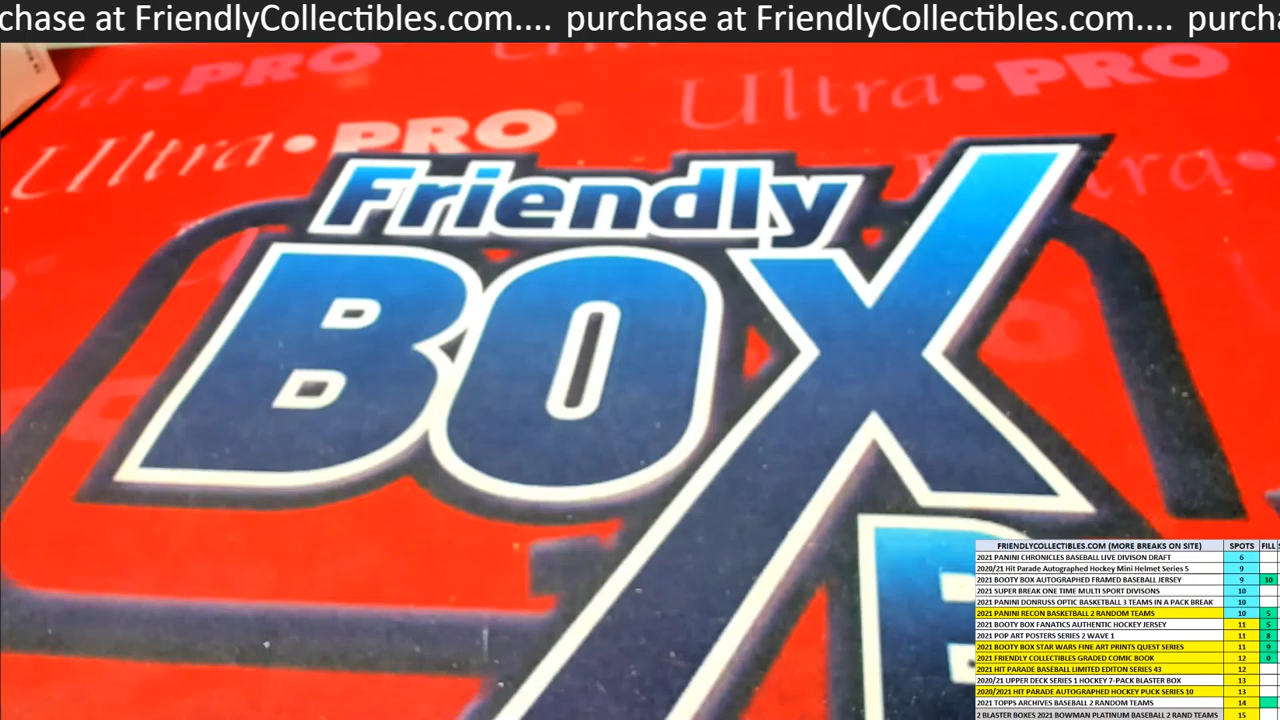 chase at FriendlyCollectibles.com.... purchase at FriendlyCollectibles.com.... purch
Ultra•PRO
Ultra•PRO
Ultra•PRO
Friendly
BOX
FRIENDLYCOLLECTIBLES.COM (MORE BREAKS ON SITE) SPOTS FILL
2021 PANINI CHRONICLES BASEBALL LIVE DIVISON DRAFT 6
2020/21 Hit Parade Autographed Hockey Mini Helmet Series 5 9
2021 BOOTY BOX AUTOGRAPHED FRAMED BASEBALL JERSEY 9 10
2021 SUPER BREAK ONE TIME MULTI SPORT DIVISONS 10
2021 PANINI DONRUSS OPTIC BASKETBALL 3 TEAMS IN A PACK BREAK 10
2021 PANINI RECON BASKETBALL 2 RANDOM TEAMS 10 5
2021 BOOTY BOX FANATICS AUTHENTIC HOCKEY JERSEY 11 5
2021 POP ART POSTERS SERIES 2 WAVE 1 11 8
2021 BOOTY BOX STAR WARS FINE ART PRINTS QUEST SERIES 11 9
2021 FRIENDLY COLLECTIBLES GRADED COMIC BOOK 12 0
2021 HIT PARADE BASEBALL LIMITED EDITON SERIES 43 12
2020/21 UPPER DECK SERIES 1 HOCKEY 7-PACK BLASTER BOX 13
2020/2021 HIT PARADE AUTOGRAPHED HOCKEY PUCK SERIES 10 13
2021 TOPPS ARCHIVES BASEBALL 2 RANDOM TEAMS 14
2 BLASTER BOXES 2021 BOWMAN PLATINUM BASEBALL 2 RAND TEAMS 15